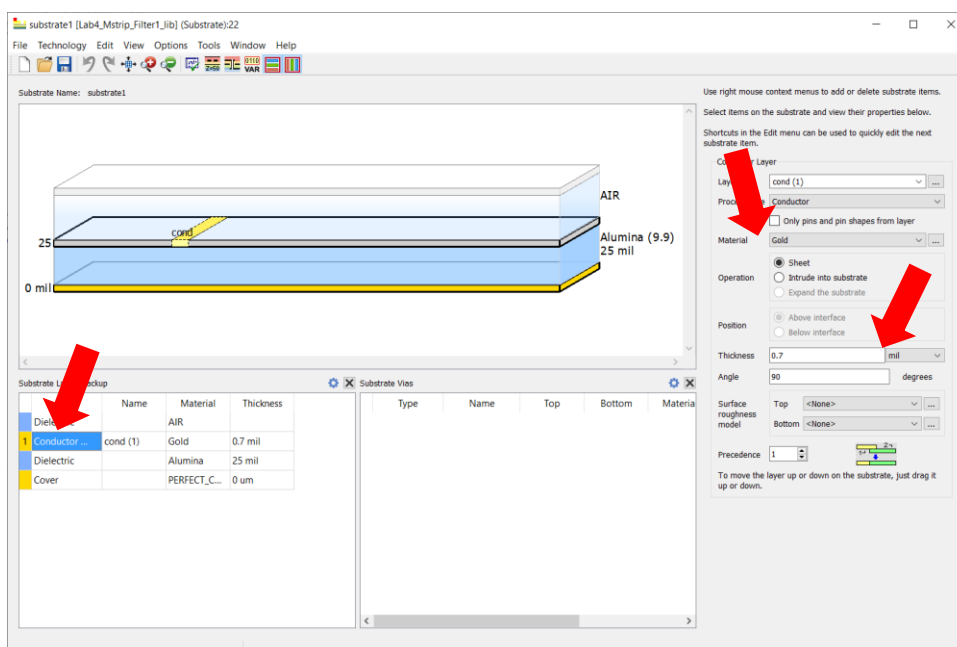 substrate1 [Lab4_Mstrip_Filter1_lib] (Substrate):22
File Technology Edit View Options Tools Window Help
0110
VAR
Substrate Name: substrate1
AIR
cond
25
Alumina (9.9)
25 mil
0 mil
Substrate
Substrate Vias
Name Material Thickness
AIR
1 Conductor ... cond (1) Gold 0.7 mil
Dielectric Alumina 25 mil
Cover PERFECT_C... 0 um
Type Name Top Bottom Materia
Use right mouse context menus to add or delete substrate items.
Select items on the substrate and view their properties below.
Shortcuts in the Edit menu can be used to quickly edit the next
substrate item.
cond (1) ...
Conductor
Only pins and pin shapes from layer
Material Gold ...
Operation
Sheet
Intrude into substrate
Expand the substrate
Position
Above interface
Below interface
Thickness 0.7 mil
Angle 90 degrees
Surface
roughness
model
Top <None> ...
Bottom <None> ...
Precedence 1
To move the layer up or down on the substrate, just drag it
up or down.